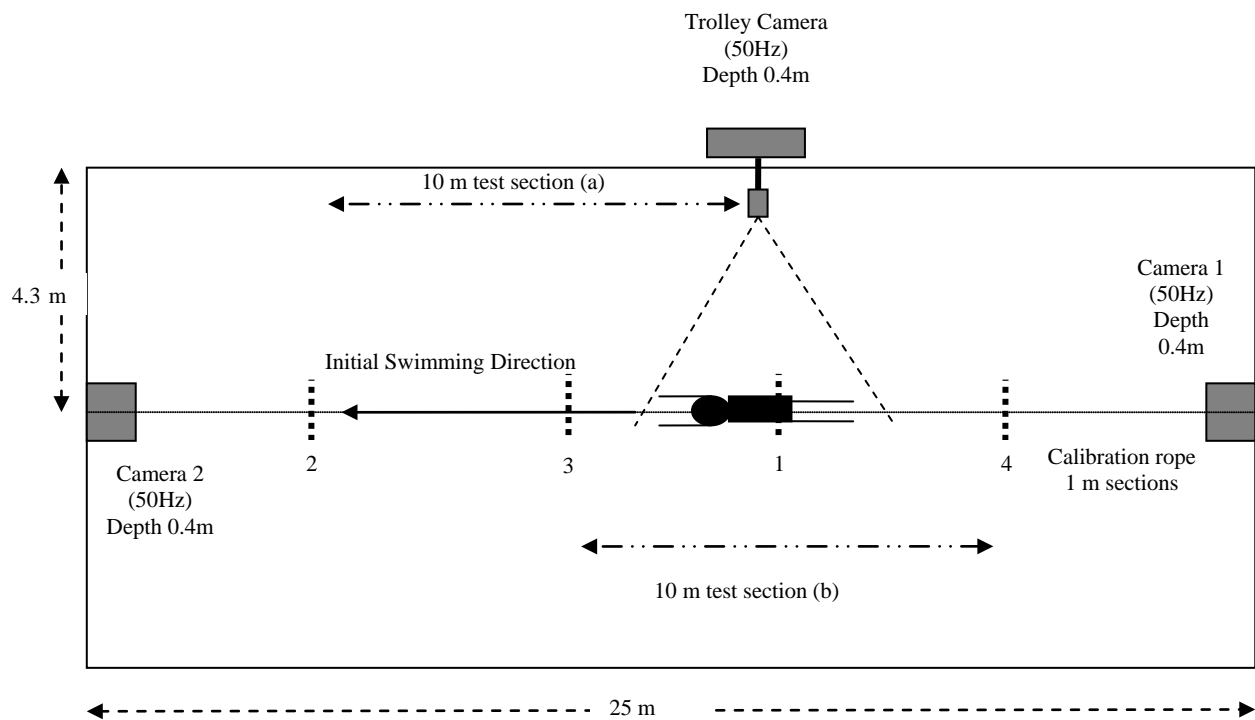 Trolley Camera
(50Hz)
Depth 0.4m
10 m test section (a)
4.3 m
Camera 1
(50Hz)
Depth
0.4m
Initial Swimming Direction
2
3
1
4
Calibration rope
1 m sections
Camera 2
(50Hz)
Depth 0.4m
10 m test section (b)
25 m